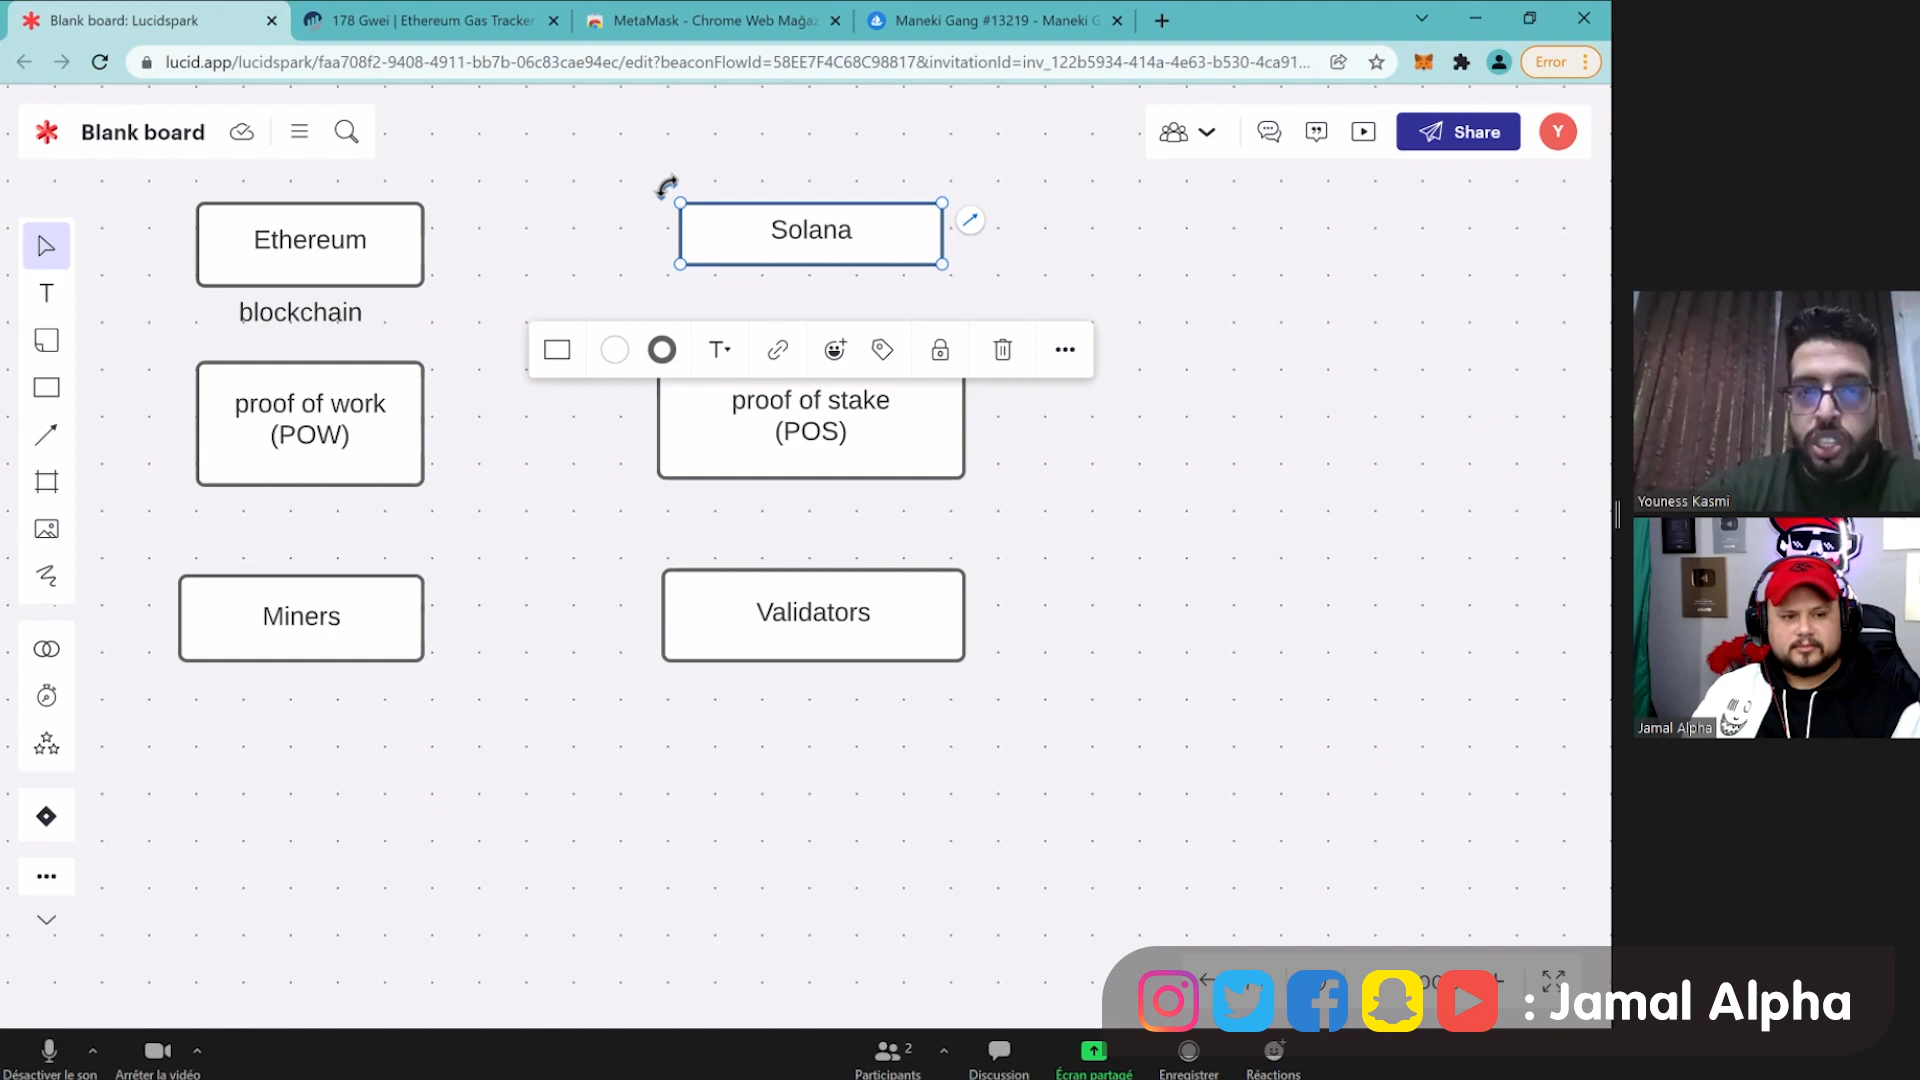 Blank board: Lucidspark
178 Gwei | Ethereum Gas Tracker
MetaMask - Chrome Web Mağaz
Maneki Gang #13219 - Maneki G
lucid.app/lucidspark/faa708f2-9408-4911-bb7b-06c83cae94ec/edit?beaconFlowId=58EE7F4C68C98817&invitationId=inv_122b5934-414a-4e63-b530-4ca91...
Error
Blank board
Share
Y
Ethereum
Solana
blockchain
T
proof of work
(POW)
proof of stake
(POS)
Miners
Validators
Youness Kasmi
Jamal Alpha
: Jamal Alpha
2
Désactiver le son
Arrêter la vidéo
Participants
Discussion
Écran partagé
Enregistrer
Réactions